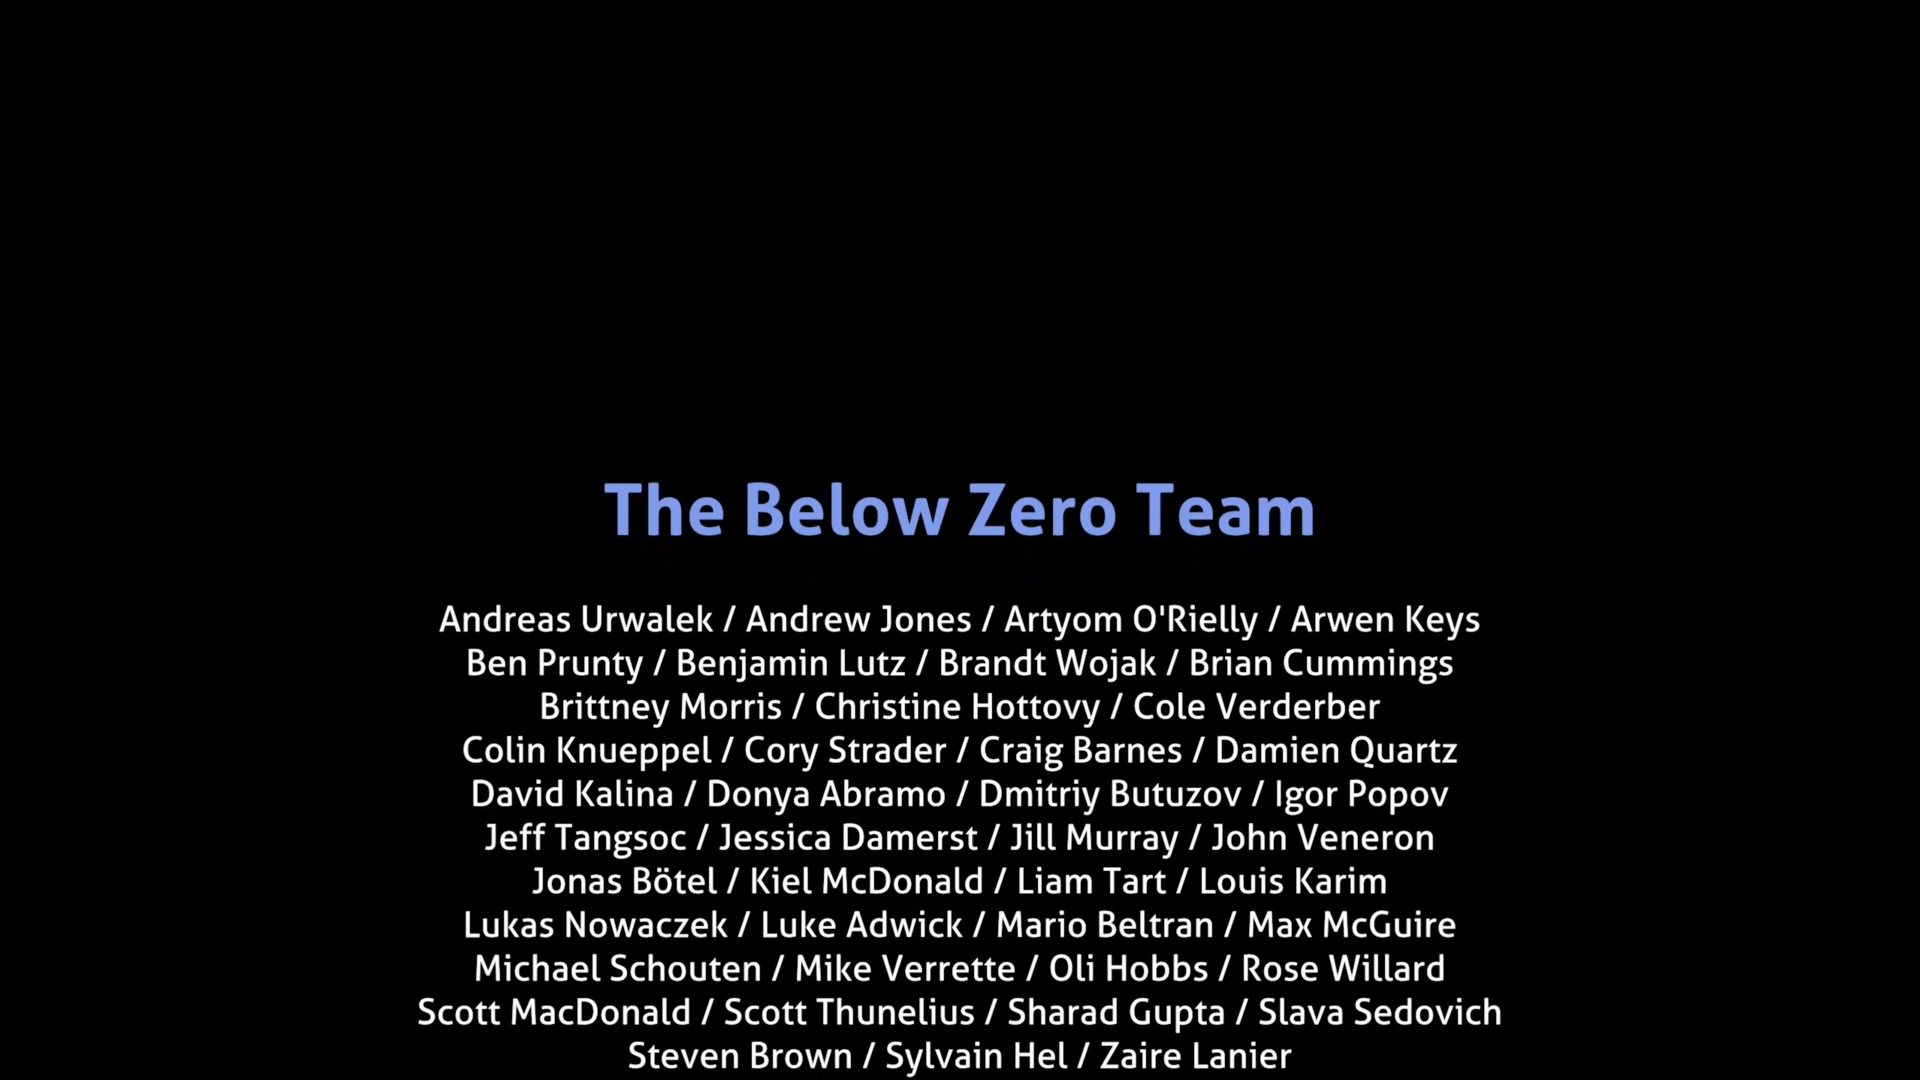 The Below Zero Team
Andreas Urwalek / Andrew Jones / Artyom O'Rielly / Arwen Keys
Ben Prunty / Benjamin Lutz / Brandt Wojak / Brian Cummings
Brittney Morris / Christine Hottovy / Cole Verderber
Colin Knueppel / Cory Strader / Craig Barnes / Damien Quartz
David Kalina / Donya Abramo / Dmitriy Butuzov / Igor Popov
Jeff Tangsoc / Jessica Damerst / Jill Murray / John Veneron
Jonas Bötel / Kiel McDonald / Liam Tart / Louis Karim
Lukas Nowaczek / Luke Adwick / Mario Beltran / Max McGuire
Michael Schouten / Mike Verrette / Oli Hobbs / Rose Willard
Scott MacDonald / Scott Thunelius / Sharad Gupta / Slava Sedovich
Steven Brown / Sylvain Hel / Zaire Lanier